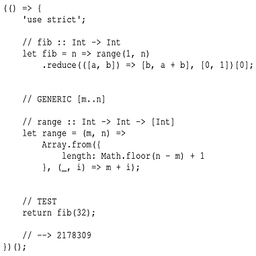 (() => {
    'use strict';

    // fib :: Int -> Int
    let fib = n => range(1, n)
        .reduce(([a, b]) => [b, a + b], [0, 1])[0];


    // GENERIC [m..n]

    // range :: Int -> Int -> [Int]
    let range = (m, n) =>
        Array.from({
            length: Math.floor(n - m) + 1
        }, (_, i) => m + i);


    // TEST
    return fib(32);

    // --> 2178309
})();